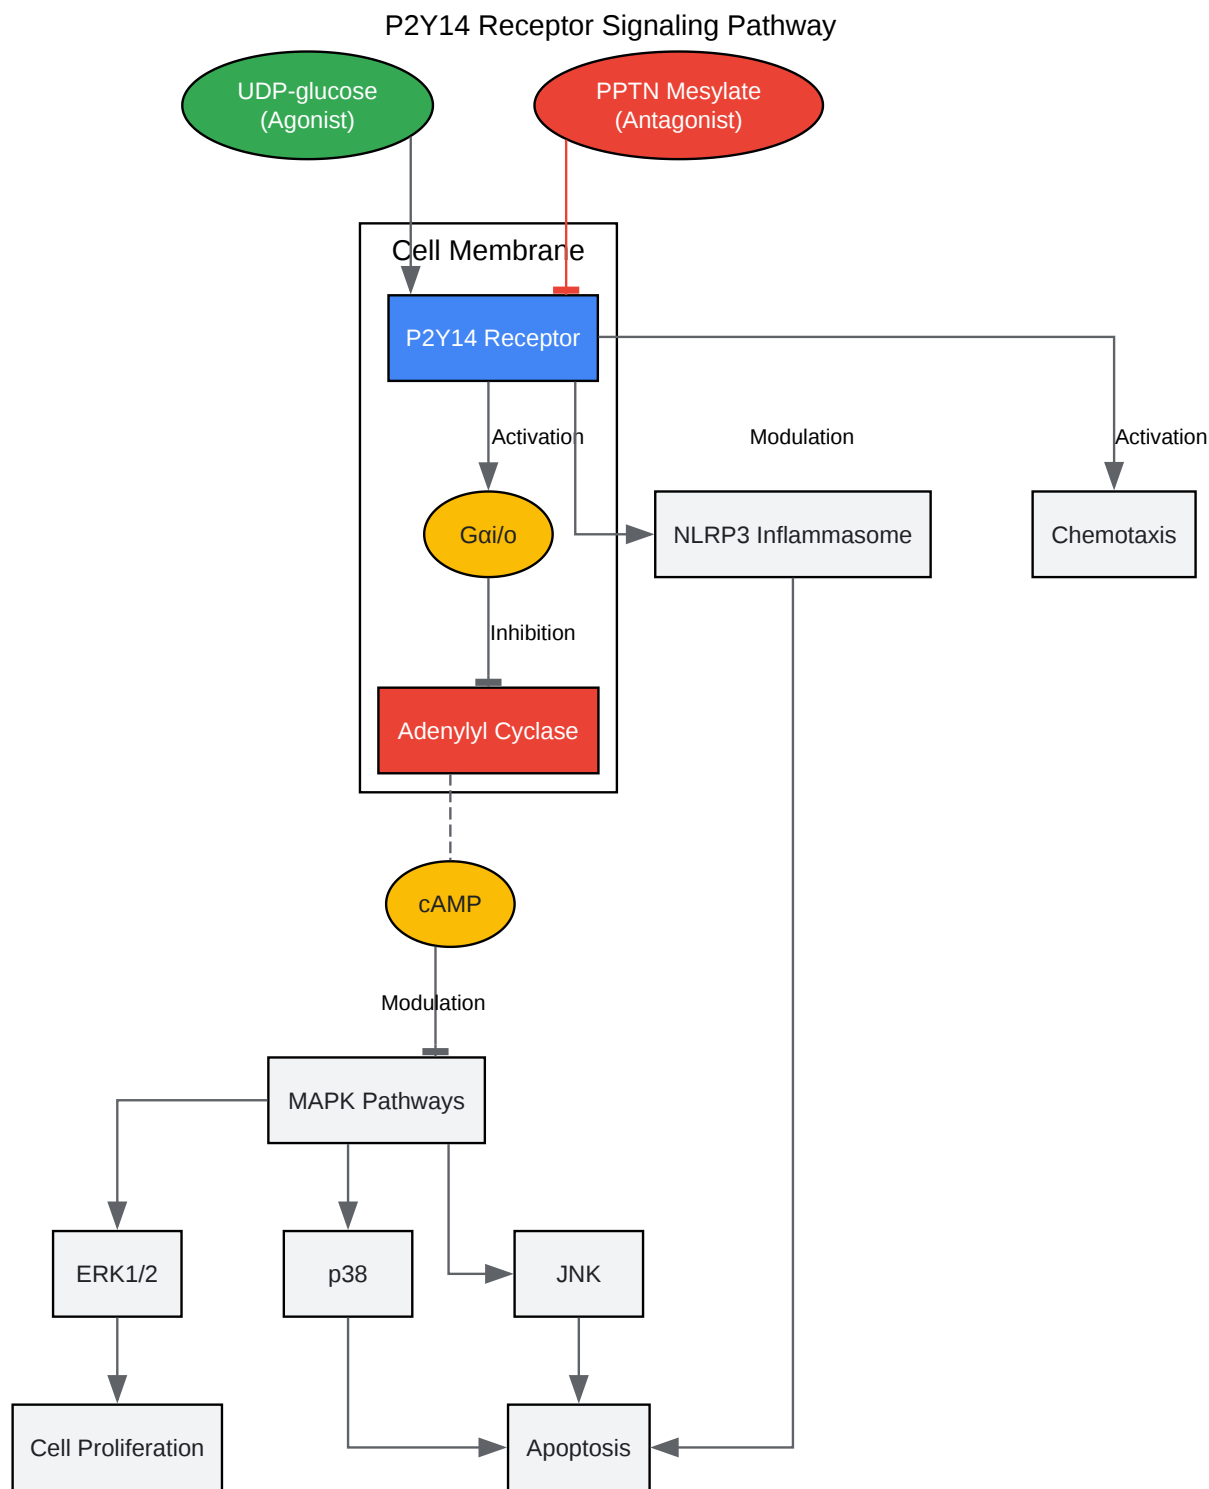 P2Y14 Receptor Signaling Pathway
UDP-glucose
(Agonist)
PPTN Mesylate
(Antagonist)
Cell Membrane
P2Y14 Receptor
Activation
Modulation
Activation
Gαi/o
NLRP3 Inflammasome
Chemotaxis
Inhibition
Adenylyl Cyclase
cAMP
Modulation
MAPK Pathways
ERK1/2
p38
JNK
Cell Proliferation
Apoptosis